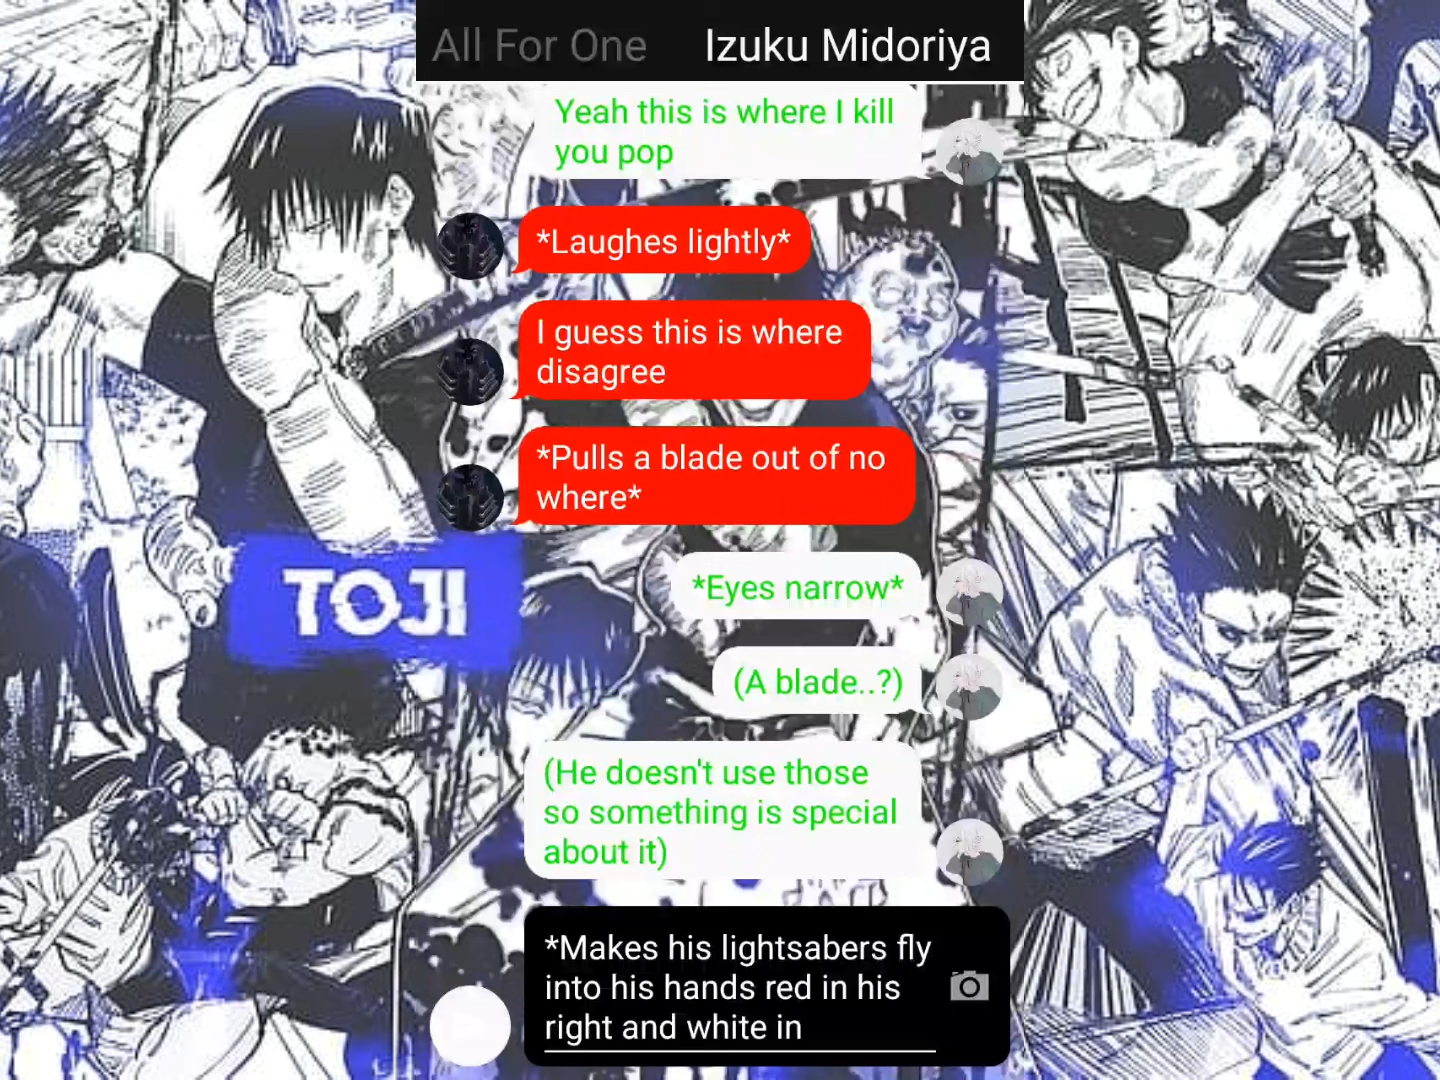 All For One Izuku Midoriya
Yeah this is where I kill
you pop
*Laughes lightly*
I guess this is where
disagree
*Pulls a blade out of no
where*
*Eyes narrow*
(A blade..?)
TOJI
(He doesn't use those
so something is special
about it)
*Makes his lightsabers fly
into his hands red in his
right and white in